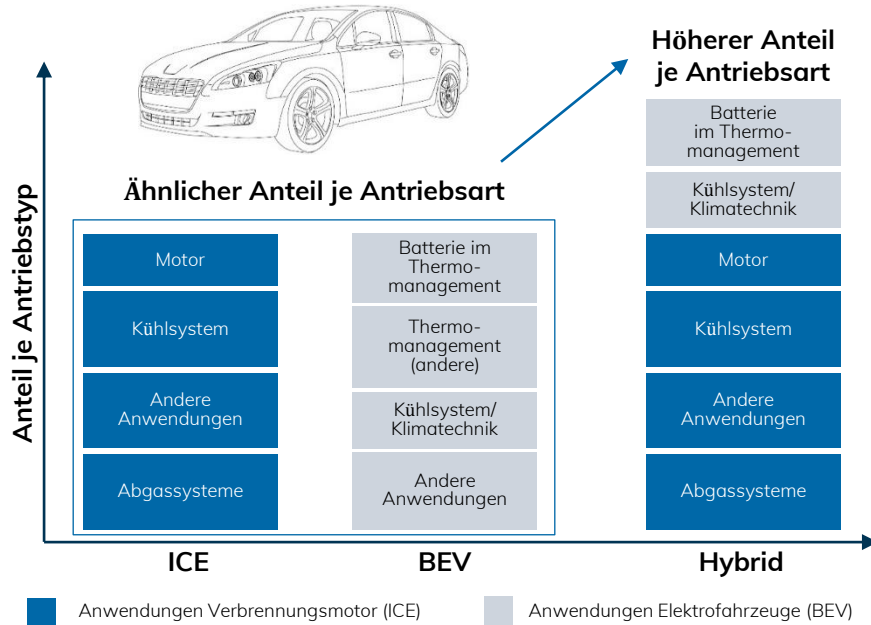 Höherer Anteil
je Antriebsart
Ähnlicher Anteil je Antriebsart
Anteil je Antriebstyp
Motor
Kühlsystem
Andere
Anwendungen
Abgassysteme
Batterie im
Thermo-
management
Thermo-
management
(andere)
Kühlsystem/
Klimatechnik
Andere
Anwendungen
Batterie
im Thermo-
management
Kühlsystem/
Klimatechnik
Motor
Kühlsystem
Andere
Anwendungen
Abgassysteme
ICE
BEV
Hybrid
Anwendungen Verbrennungsmotor (ICE)
Anwendungen Elektrofahrzeuge (BEV)